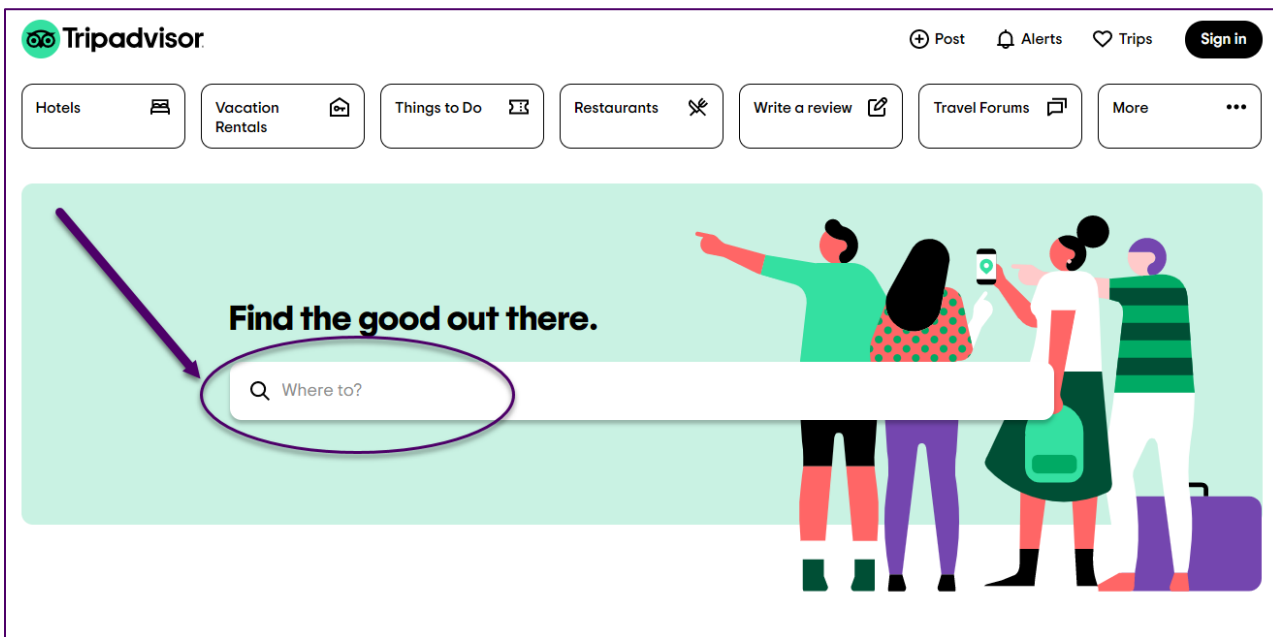 Tripadvisor
Post
Alerts
Trips
Sign in
Hotels
Vacation
Rentals
Things to Do
Restaurants
Write a review
Travel Forums
More
Find the good out there.
Where to?